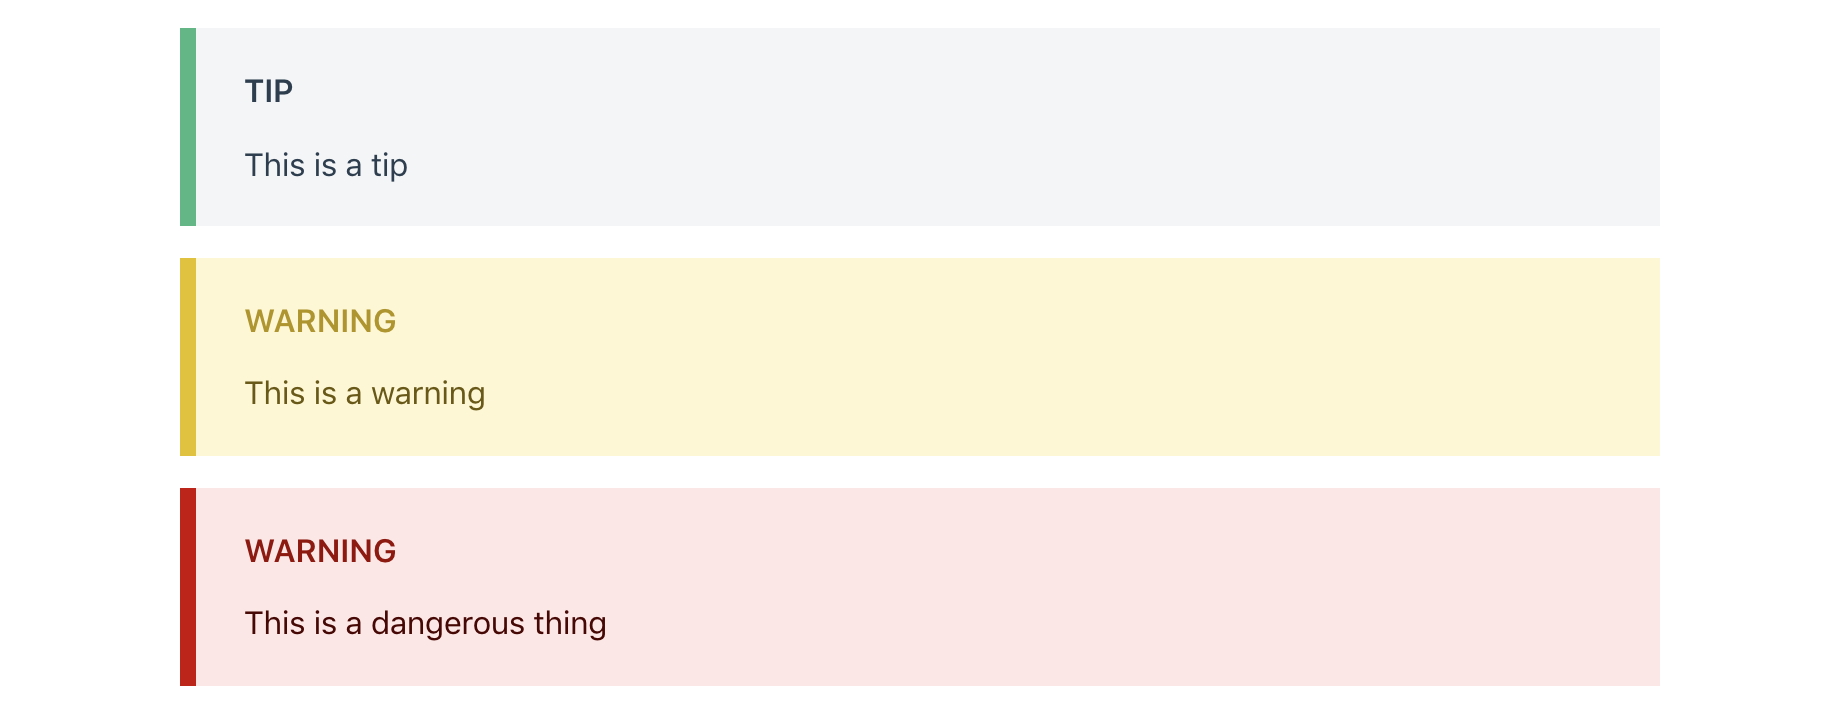 TIP
This is a tip
WARNING
This is a warning
WARNING
This is a dangerous thing